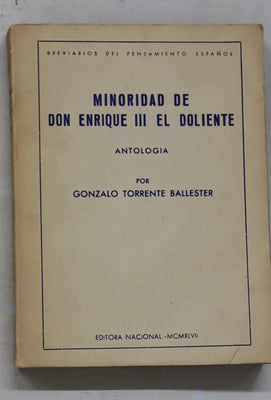 BREVIARIOS DEL PENSAMIENTO ESPAÑOL
MINORIDAD DE
DON ENRIQUE III EL DOLIENTE
ANTOLOGIA
POR
GONZALO TORRENTE BALLESTER
EDITORA NACIONAL.-MCMXLVII